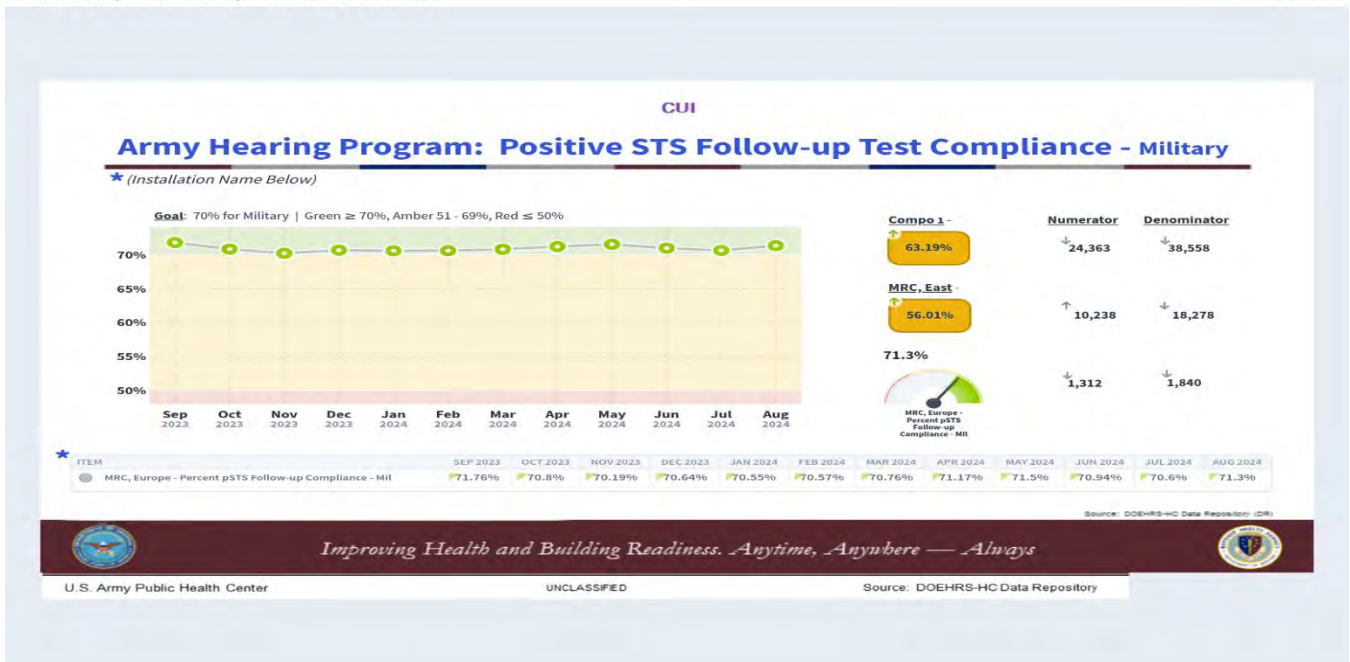 CUI
Army Hearing Program: Positive STS Follow-up Test Compliance - Military
* (Installation Name Below)
Goal: 70% for Military | Green ≥ 70%, Amber 51 - 69%, Red ≤ 50%
70%
65%
60%
55%
50%
Sep Oct Nov Dec Jan Feb Mar Apr May Jun Jul Aug
2023 2023 2023 2023 2024 2024 2024 2024 2024 2024 2024 2024
Compo 1 - Numerator Denominator
63.19% 24,363 38,558
MRC, East -
56.01% 10,238 18,278
71.3%
1,312 1,840
MRC, Europe -
Percent pSTS
Follow-up
Compliance - Mil
*
ITEM SEP 2023 OCT 2023 NOV 2023 DEC 2023 JAN 2024 FEB 2024 MAR 2024 APR 2024 MAY 2024 JUN 2024 JUL 2024 AUG 2024
MRC, Europe - Percent pSTS Follow-up Compliance - Mil 71.76% 70.8% 70.19% 70.64% 70.55% 70.57% 70.76% 71.17% 71.5% 70.94% 70.6% 71.3%
Source: DOEHRS-HC Data Repository (DR)
Improving Health and Building Readiness. Anytime, Anywhere — Always
U.S. Army Public Health Center UNCLASSIFIED Source: DOEHRS-HC Data Repository